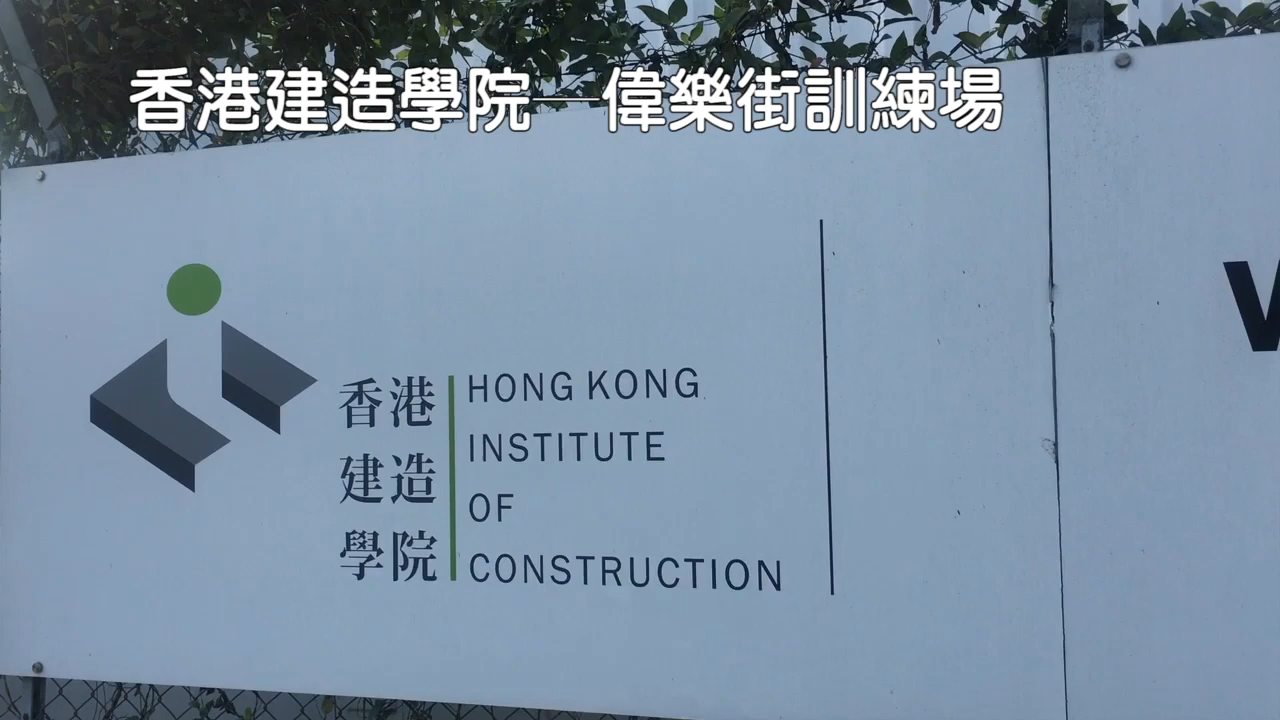 香港建造學院—偉樂街訓練場
香港
建造
學院
HONG KONG
INSTITUTE
OF
CONSTRUCTION